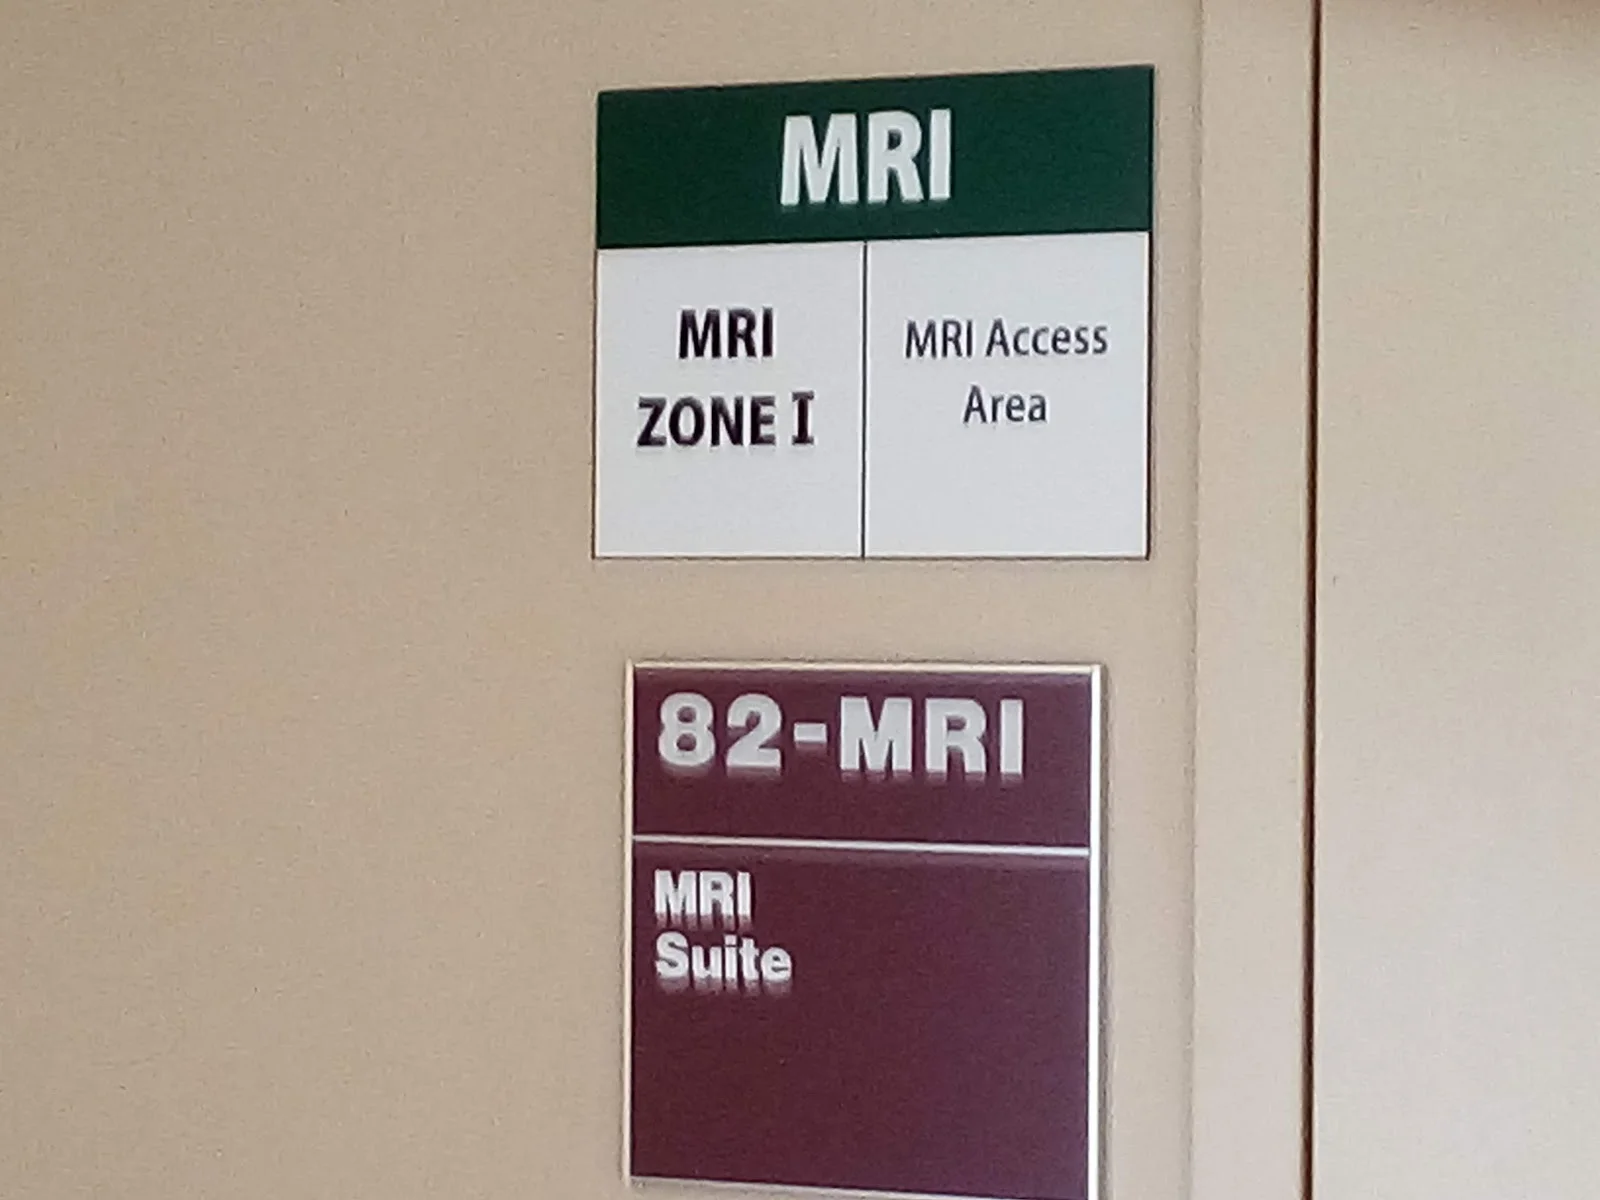 MRI
MRI
ZONE I
MRI Access
Area
82-MRI
MRI
Suite